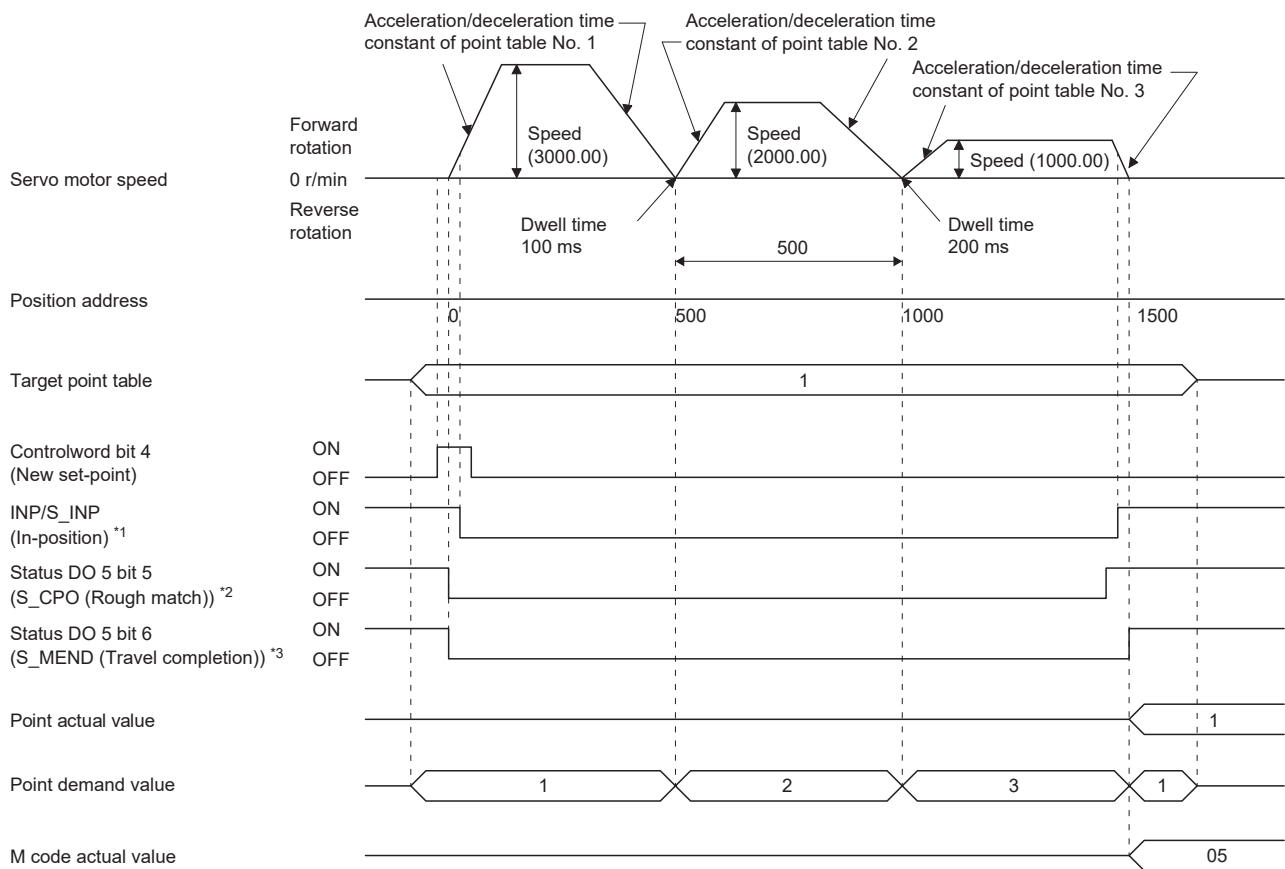 Acceleration/deceleration time
constant of point table No. 1
Acceleration/deceleration time
constant of point table No. 2
Acceleration/deceleration time
constant of point table No. 3
Forward
rotation
Speed
(3000.00)
Speed
(2000.00)
Speed (1000.00)
Servo motor speed
0 r/min
Reverse
rotation
Dwell time
100 ms
Dwell time
200 ms
500
Position address
0
500
1000
1500
Target point table
1
Controlword bit 4
(New set-point)
ON
OFF
INP/S_INP
(In-position) *1
ON
OFF
Status DO 5 bit 5
(S_CPO (Rough match)) *2
ON
OFF
Status DO 5 bit 6
(S_MEND (Travel completion)) *3
ON
OFF
Point actual value
1
Point demand value
1
2
3
1
M code actual value
05